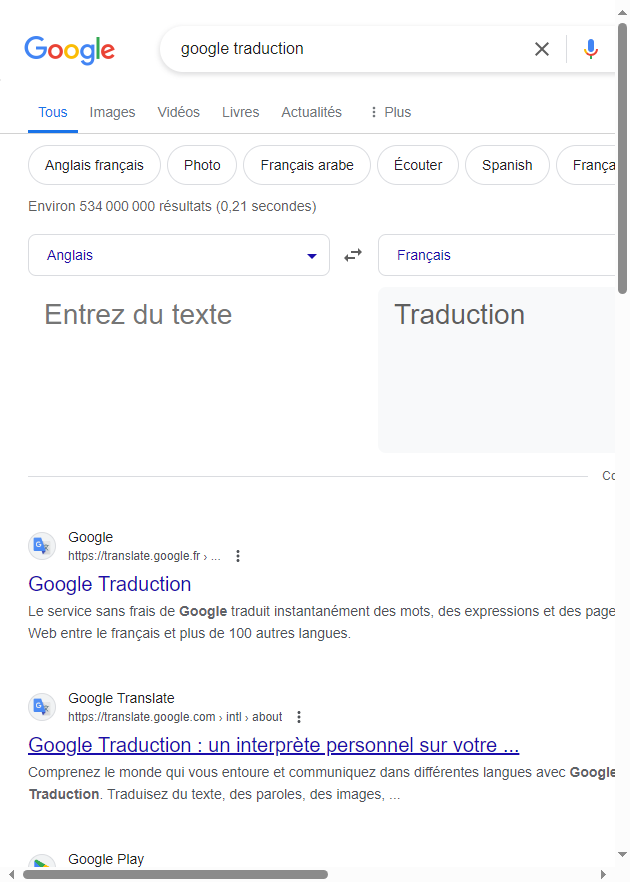 Google
google traduction
Tous Images Vidéos Livres Actualités Plus
Anglais français Photo Français arabe Écouter Spanish França
Environ 534 000 000 résultats (0,21 secondes)
Anglais Français
Entrez du texte Traduction
Co
Google
https://translate.google.fr › ...
Google Traduction
Le service sans frais de Google traduit instantanément des mots, des expressions et des page
Web entre le français et plus de 100 autres langues.
Google Translate
https://translate.google.com › intl › about
Google Traduction : un interprète personnel sur votre ...
Comprenez le monde qui vous entoure et communiquez dans différentes langues avec Google
Traduction. Traduisez du texte, des paroles, des images, ...
Google Play